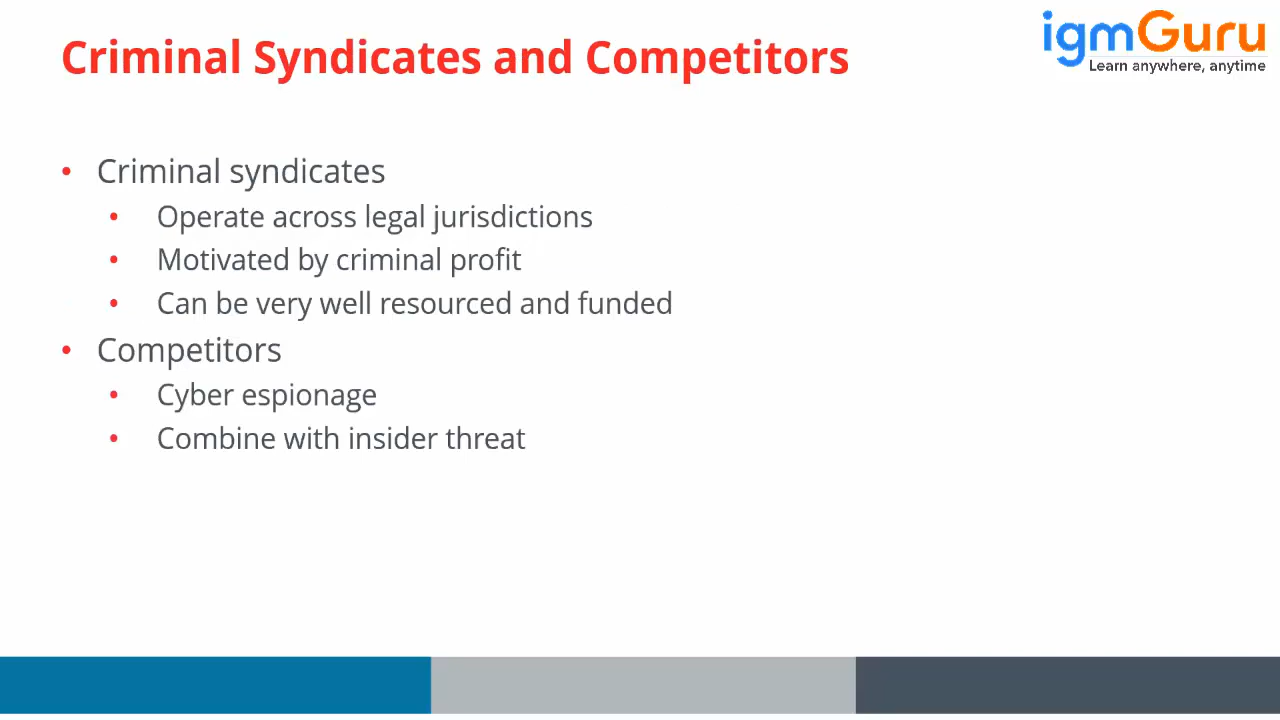 Criminal Syndicates and Competitors
igmGuru
Learn anywhere, anytime
• Criminal syndicates
• Operate across legal jurisdictions
• Motivated by criminal profit
• Can be very well resourced and funded
• Competitors
• Cyber espionage
• Combine with insider threat